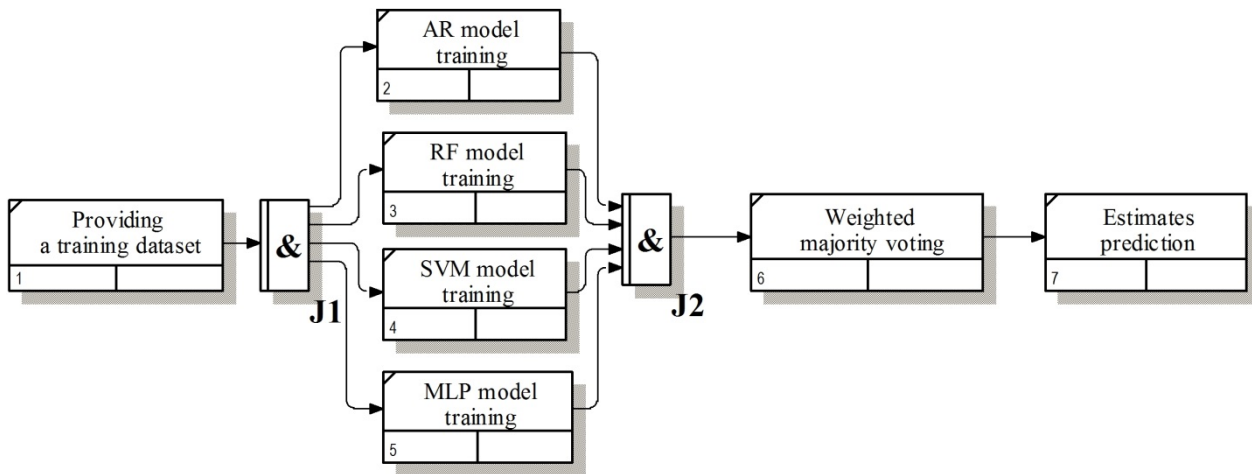 Providing
a training dataset
1
&
J1
AR model
training
2
RF model
training
3
SVM model
training
4
MLP model
training
5
&
J2
Weighted
majority voting
6
Estimates
prediction
7